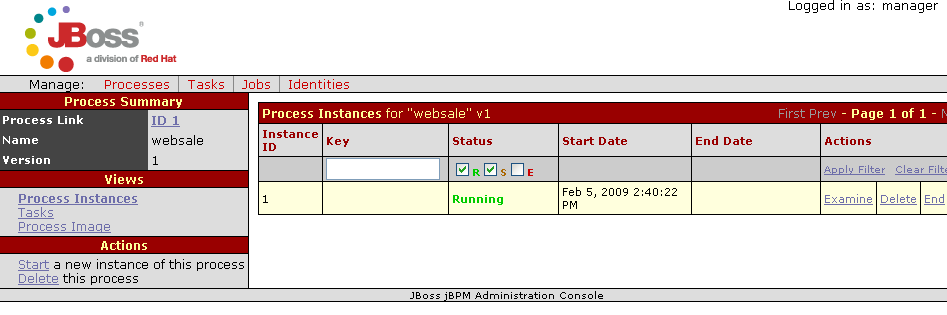 Logged in as: manager
JBoss®
a division of Red Hat
Manage: Processes Tasks Jobs Identities
Process Summary
Process Link ID 1
Name websale
Version 1
Views
Process Instances
Tasks
Process Image
Actions
Start a new instance of this process
Delete this process
Process Instances for "websale" v1 First Prev - Page 1 of 1 - N
Instance ID Key Status Start Date End Date Actions
R S E Apply Filter Clear Filte
1 Running Feb 5, 2009 2:40:22 PM Examine Delete End
JBoss jBPM Administration Console